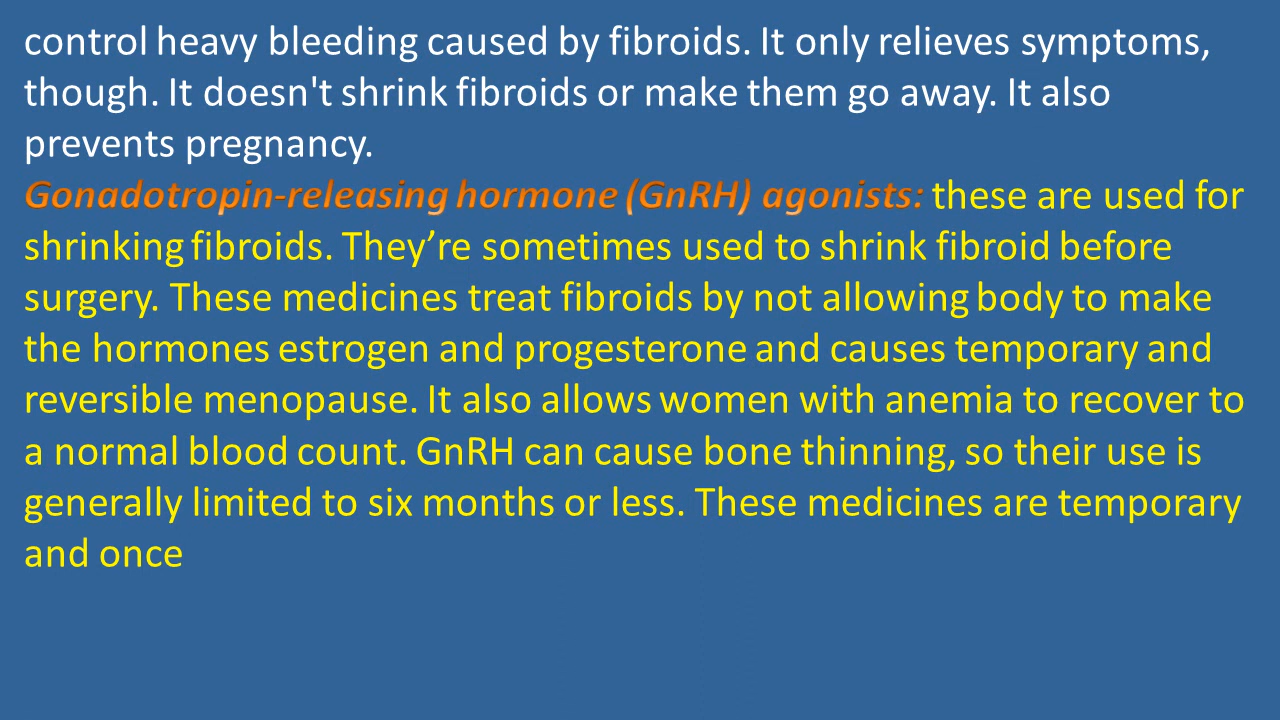 control heavy bleeding caused by fibroids. It only relieves symptoms,
though. It doesn't shrink fibroids or make them go away. It also
prevents pregnancy.
Gonadotropin-releasing hormone (GnRH) agonists: these are used for
shrinking fibroids. They’re sometimes used to shrink fibroid before
surgery. These medicines treat fibroids by not allowing body to make
the hormones estrogen and progesterone and causes temporary and
reversible menopause. It also allows women with anemia to recover to
a normal blood count. GnRH can cause bone thinning, so their use is
generally limited to six months or less. These medicines are temporary
and once